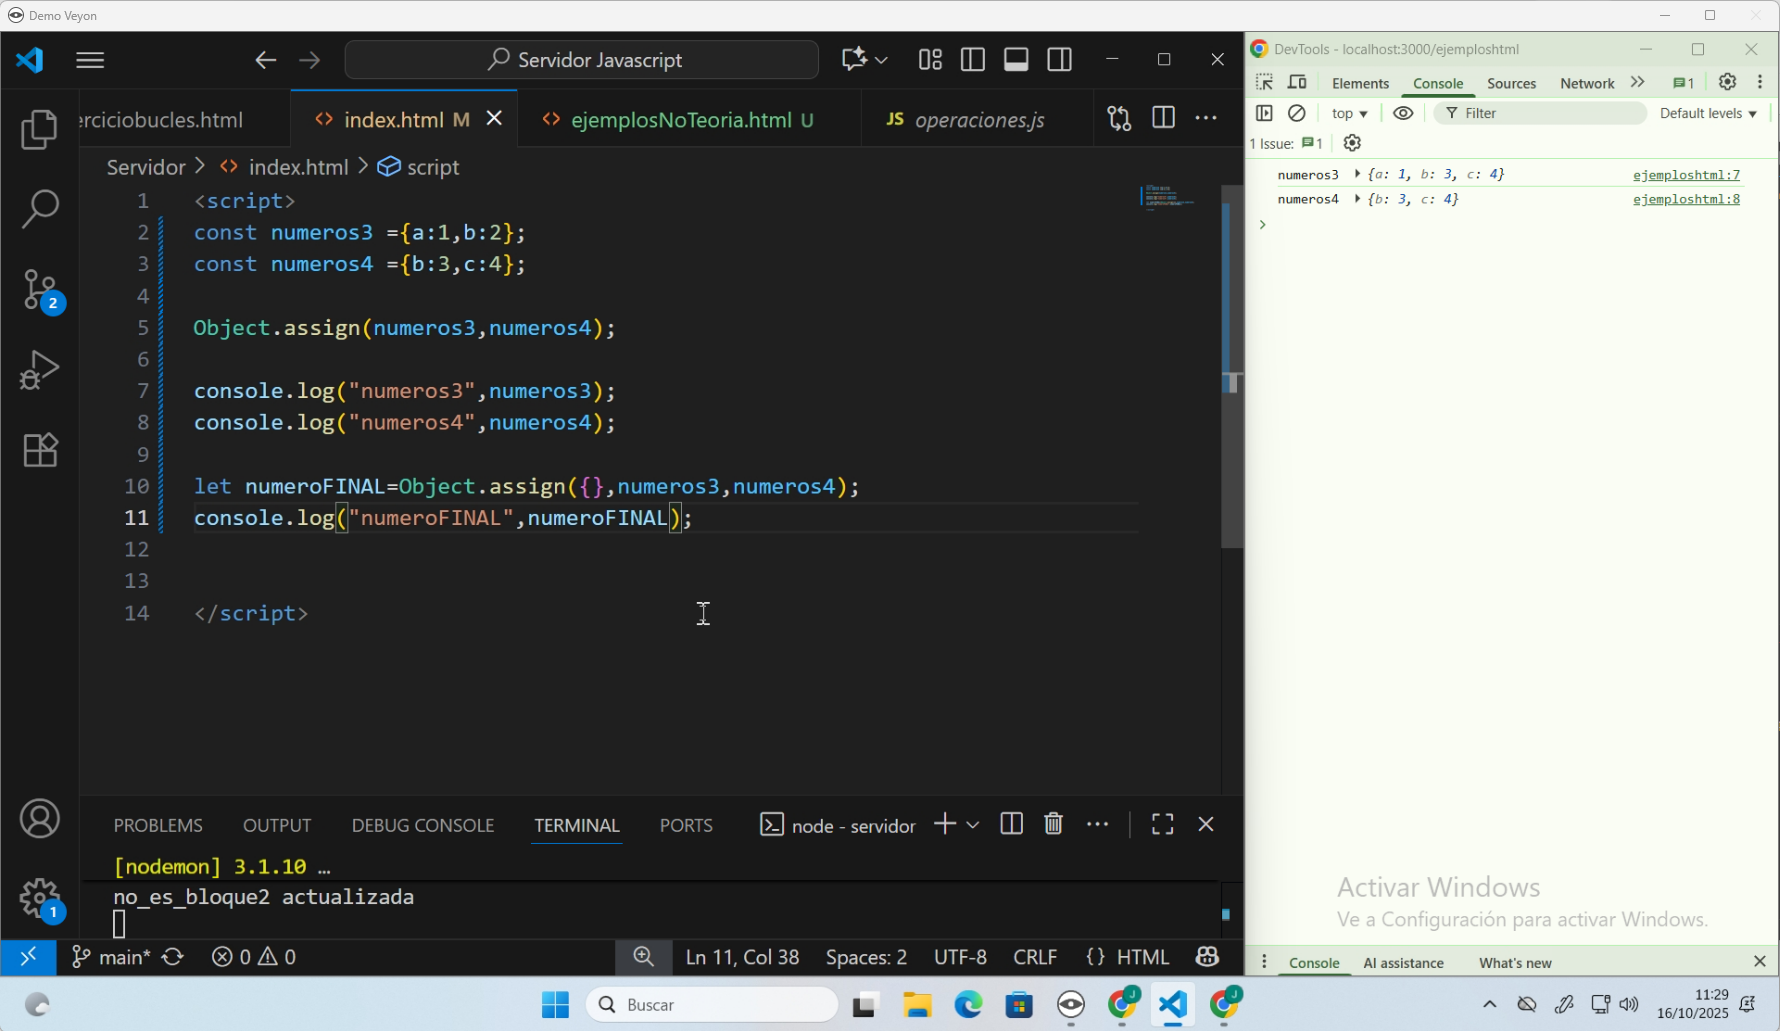 Demo Veyon
Servidor Javascript
erciciobucles.html
index.html M
ejemplosNoTeoria.html U
JS operaciones.js
Servidor > index.html > script
1 <script>
2 const numeros3 ={a:1,b:2};
3 const numeros4 ={b:3,c:4};
4
5 Object.assign(numeros3,numeros4);
6
7 console.log("numeros3",numeros3);
8 console.log("numeros4",numeros4);
9
10 let numeroFINAL=Object.assign({},numeros3,numeros4);
11 console.log("numeroFINAL",numeroFINAL);
12
13
14 </script>
2
1
PROBLEMS OUTPUT DEBUG CONSOLE TERMINAL PORTS node - servidor
[nodemon] 3.1.10 …
no_es_bloque2 actualizada
main* 0 0 Ln 11, Col 38 Spaces: 2 UTF-8 CRLF {} HTML
DevTools - localhost:3000/ejemploshtml
Elements Console Sources Network 1
top Filter Default levels
1 Issue: 1
numeros3 {a: 1, b: 3, c: 4} ejemploshtml:7
numeros4 {b: 3, c: 4} ejemploshtml:8
>
Activar Windows
Ve a Configuración para activar Windows.
Console AI assistance What's new
Buscar
J
J
11:29
16/10/2025